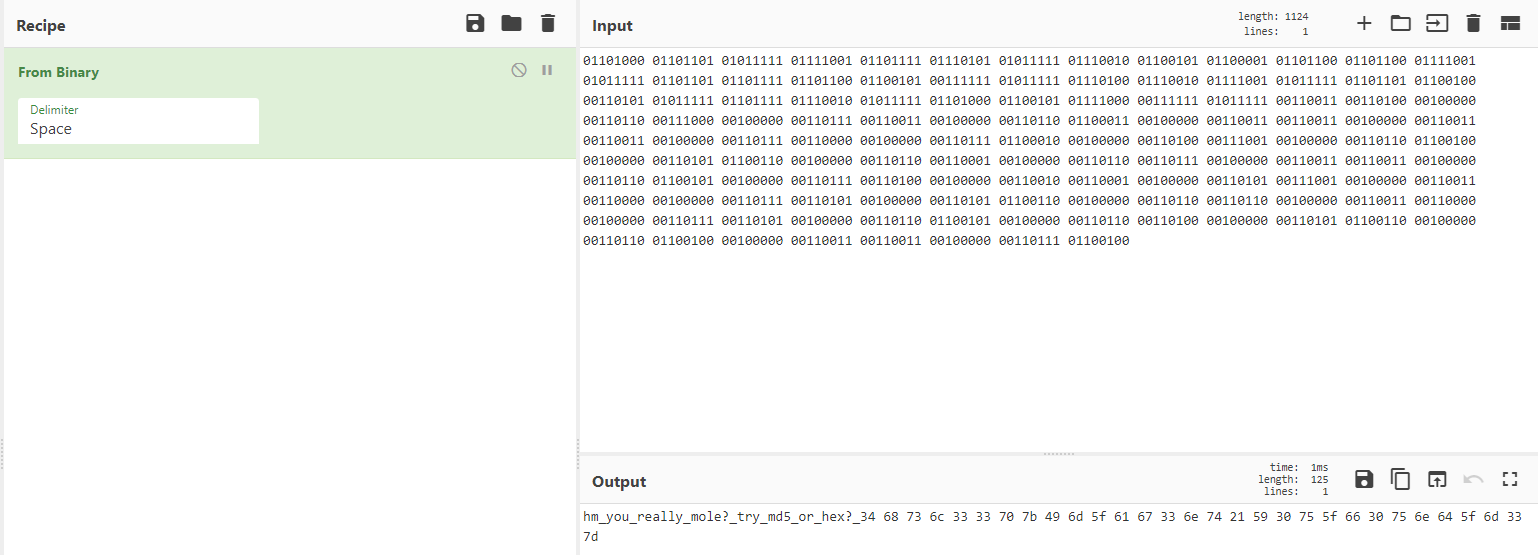 Recipe
From Binary
Delimiter
Space
Input
length: 1124
lines: 1
01101000 01101101 01011111 01111001 01101111 01110101 01011111 01110010 01100101 01100001 01101100 01101100 01111001
01011111 01101101 01101111 01101100 01100101 00111111 01011111 01110100 01110010 01111001 01011111 01101101 01100100
00110101 01011111 01101111 01110010 01011111 01101000 01100101 01111000 00111111 01011111 00110011 00110100 00100000
00110110 00111000 00100000 00110111 00110011 00100000 00110110 01100011 00100000 00110011 00110011 00100000 00110011
00110011 00100000 00110111 00110000 00100000 00110111 01100010 00100000 00110100 00111001 00100000 00110110 01100100
00100000 00110101 01100110 00100000 00110110 00110001 00100000 00110110 00110111 00100000 00110011 00110011 00100000
00110110 01100101 00100000 00110111 00110100 00100000 00110010 00110001 00100000 00110101 00111001 00100000 00110011
00110000 00100000 00110111 00110101 00100000 00110101 01100110 00100000 00110110 00110110 00100000 00110011 00110000
00100000 00110111 00110101 00100000 00110110 01100101 00100000 00110110 00110100 00100000 00110101 01100110 00100000
00110110 01100100 00100000 00110011 00110011 00100000 00110111 01100100
Output
time: 1ms
length: 125
lines: 1
hm_you_really_mole?_try_md5_or_hex?_34 68 73 6c 33 33 70 7b 49 6d 5f 61 67 33 6e 74 21 59 30 75 5f 66 30 75 6e 64 5f 6d 33
7d